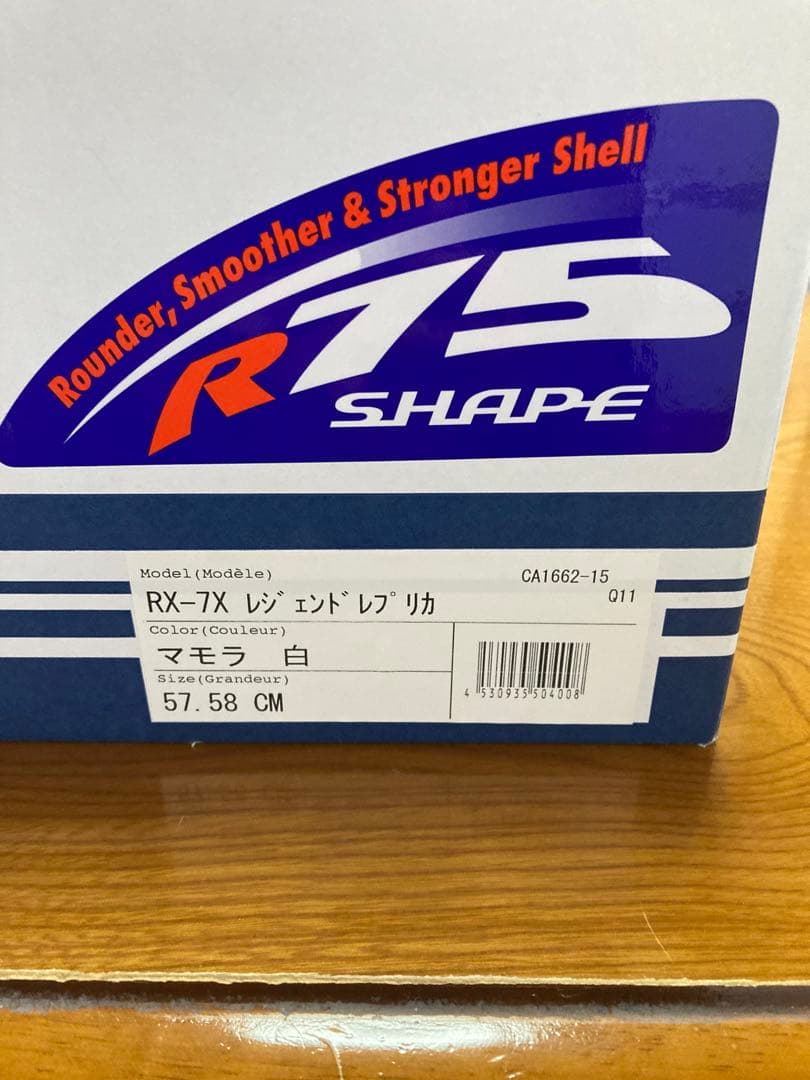 Rounder, Smoother & Stronger Shell
R75
SHAPE
Model(Modèle)
CA1662-15
RX-7X ﾚｼﾞｪﾝﾄﾞﾚﾌﾟﾘｶ
Q11
Color(Couleur)
マモラ 白
Size(Grandeur)
57.58 CM
4 530935 504008